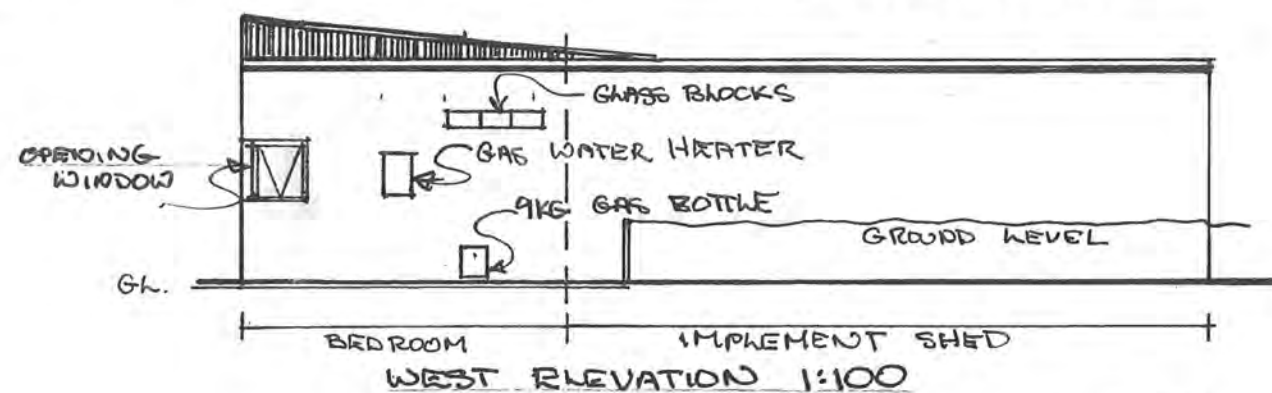 GLASS BLOCKS
OPENING
WINDOW
GAS WATER HEATER
9KG GAS BOTTLE
GROUND LEVEL
GL.
BEDROOM
IMPLEMENT SHED
WEST ELEVATION 1:100